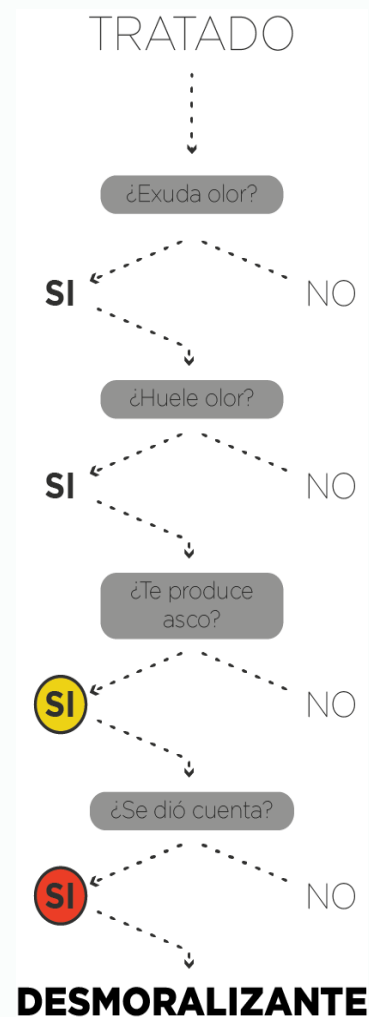 TRATADO
¿Exuda olor?
SI
NO
¿Huele olor?
SI
NO
¿Te produce
asco?
SI
NO
¿Se dió cuenta?
SI
NO
DESMORALIZANTE